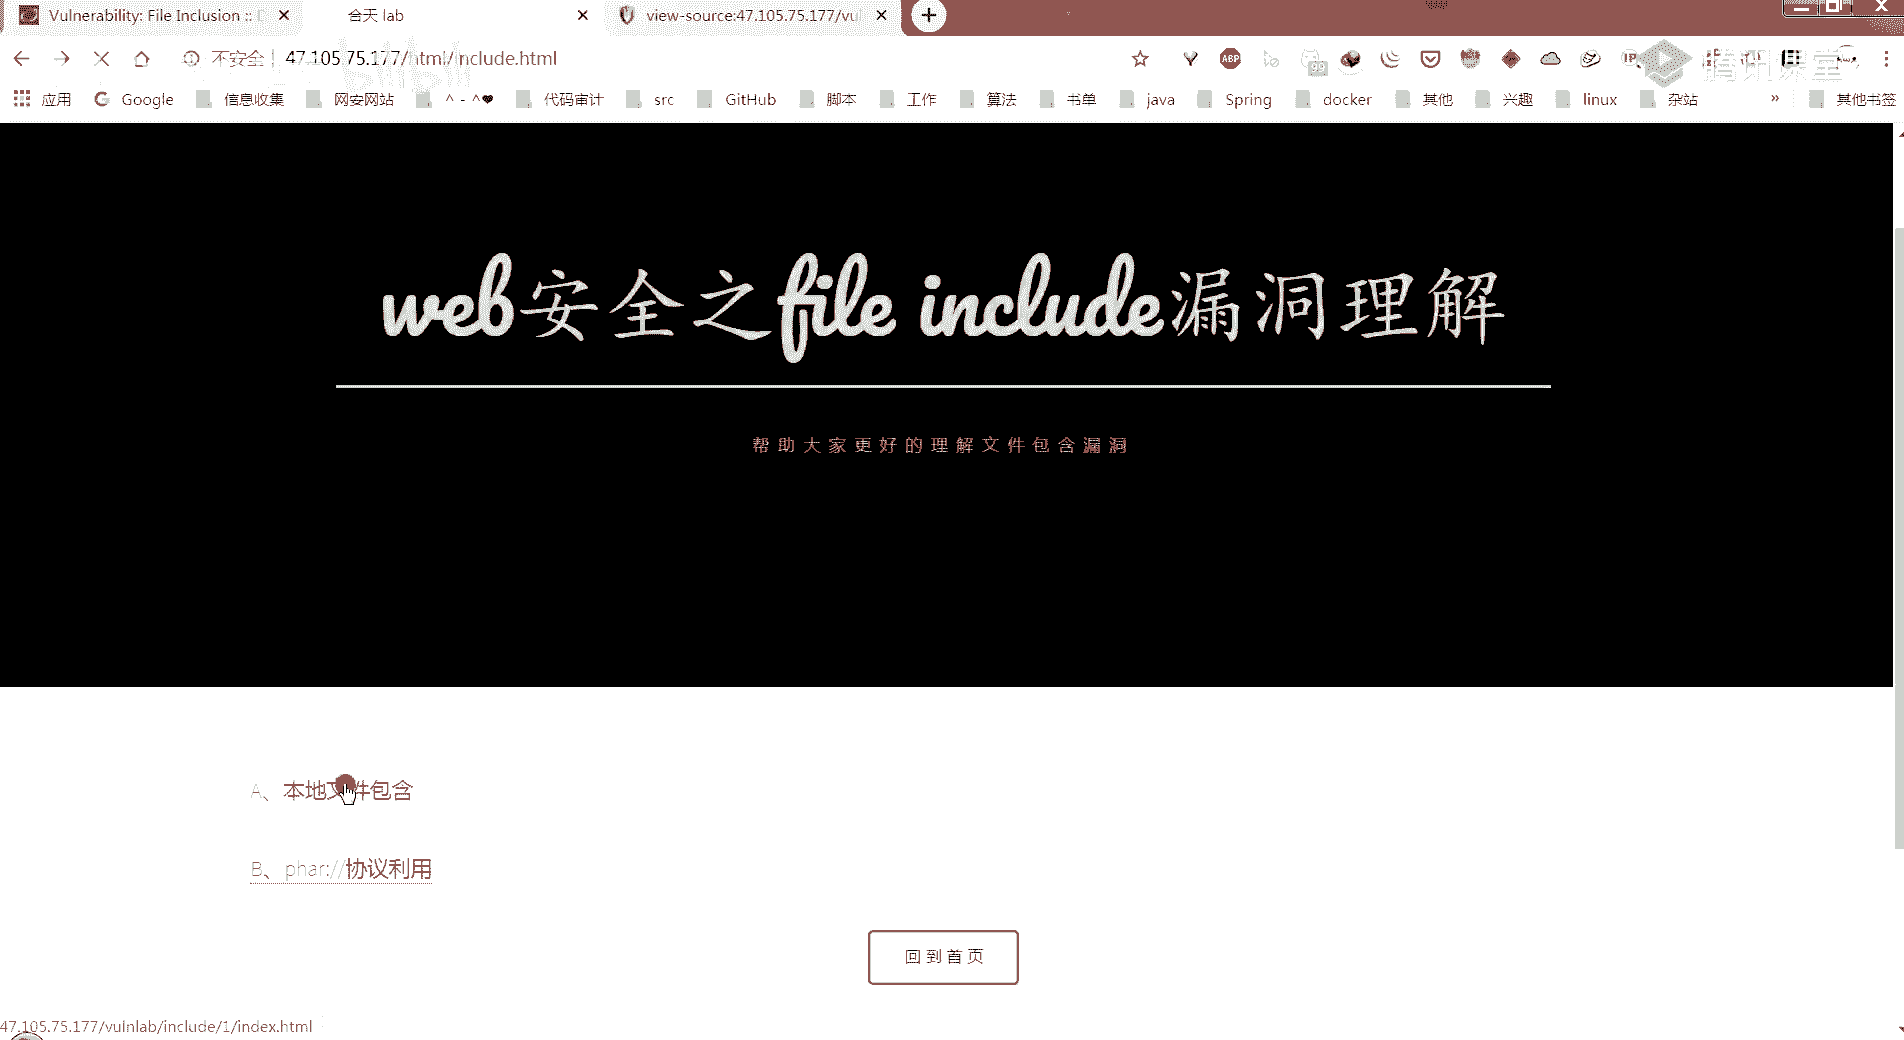 Vulnerability: File Inclusion :: D
合天 lab
view-source:47.105.75.177/vul
不安全 | 47.105.75.177/html/include.html
ABP
腾讯课堂
应用 Google 信息收集 网安网站 ^ - ^❤ 代码审计 src GitHub 脚本 工作 算法 书单 java Spring docker 其他 兴趣 linux 杂站 » 其他书签
web安全之file include漏洞理解
帮助大家更好的理解文件包含漏洞
A、本地文件包含
B、phar://协议利用
回到首页
47.105.75.177/vulnlab/include/1/index.html